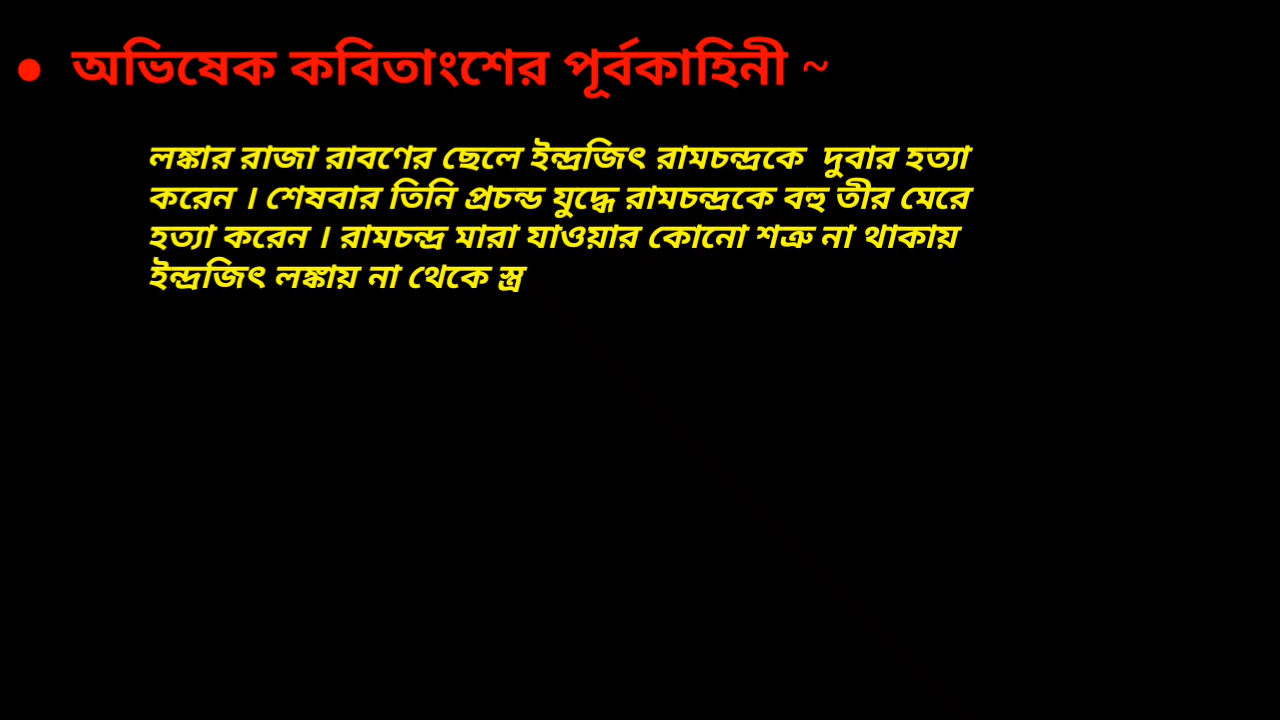 • অভিষেক কবিতাংশের পূর্বকাহিনী ~
লঙ্কার রাজা রাবণের ছেলে ইন্দ্রজিৎ রামচন্দ্রকে দুবার হত্যা
করেন । শেষবার তিনি প্রচন্ড যুদ্ধে রামচন্দ্রকে বহু তীর মেরে
হত্যা করেন । রামচন্দ্র মারা যাওয়ার কোনো শত্রু না থাকায়
ইন্দ্রজিৎ লঙ্কায় না থেকে স্ত্র